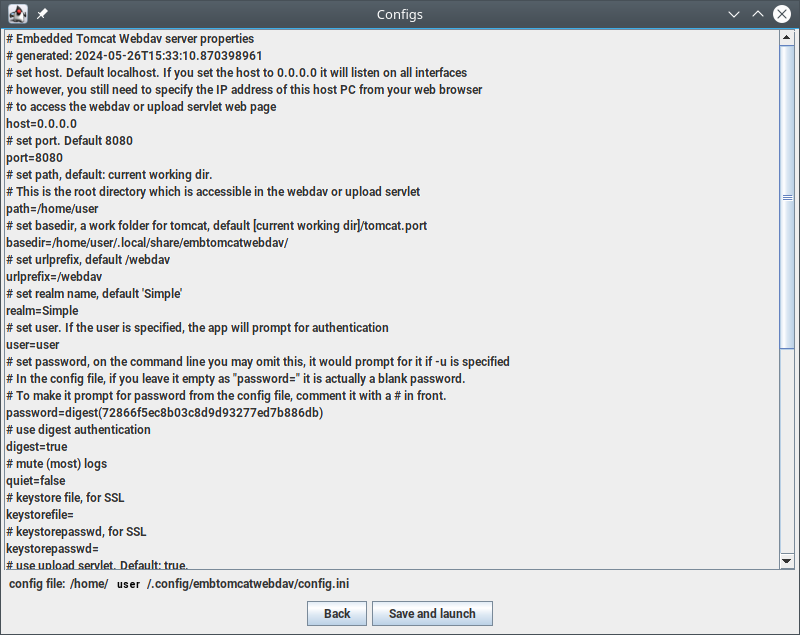 Configs
# Embedded Tomcat Webdav server properties
# generated: 2024-05-26T15:33:10.870398961
# set host. Default localhost. If you set the host to 0.0.0.0 it will listen on all interfaces
# however, you still need to specify the IP address of this host PC from your web browser
# to access the webdav or upload servlet web page
host=0.0.0.0
# set port. Default 8080
port=8080
# set path, default: current working dir.
# This is the root directory which is accessible in the webdav or upload servlet
path=/home/user
# set basedir, a work folder for tomcat, default [current working dir]/tomcat.port
basedir=/home/user/.local/share/embtomcatwebdav/
# set urlprefix, default /webdav
urlprefix=/webdav
# set realm name, default 'Simple'
realm=Simple
# set user. If the user is specified, the app will prompt for authentication
user=user
# set password, on the command line you may omit this, it would prompt for it if -u is specified
# In the config file, if you leave it empty as "password=" it is actually a blank password.
# To make it prompt for password from the config file, comment it with a # in front.
password=digest(72866f5ec8b03c8d9d93277ed7b886db)
# use digest authentication
digest=true
# mute (most) logs
quiet=false
# keystore file, for SSL
keystorefile=
# keystorepasswd, for SSL
keystorepasswd=
# use upload servlet. Default: true.
config file: /home/ user /.config/embtomcatwebdav/config.ini
Back Save and launch